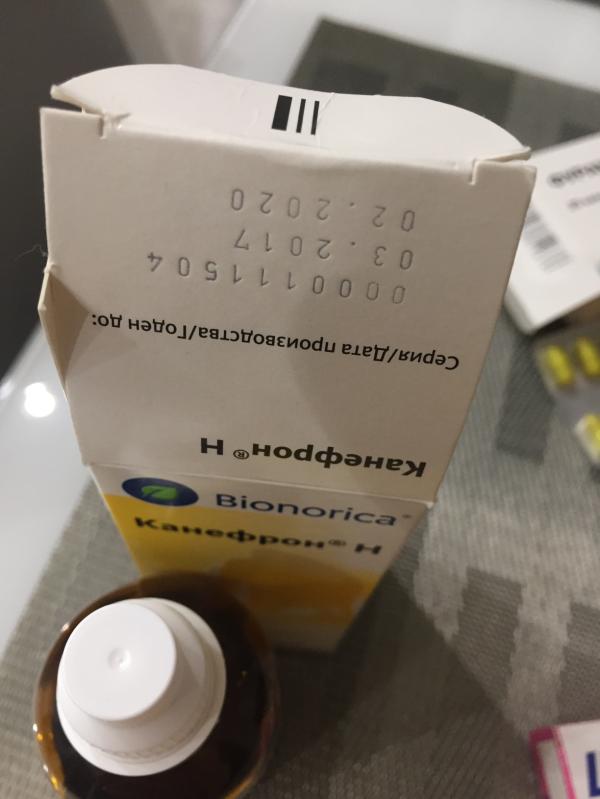 Канефрон® Н
Серия/Дата производства/Годен до:
0000111504
03.2017
02.2020
Bionorica®
Канефрон® Н